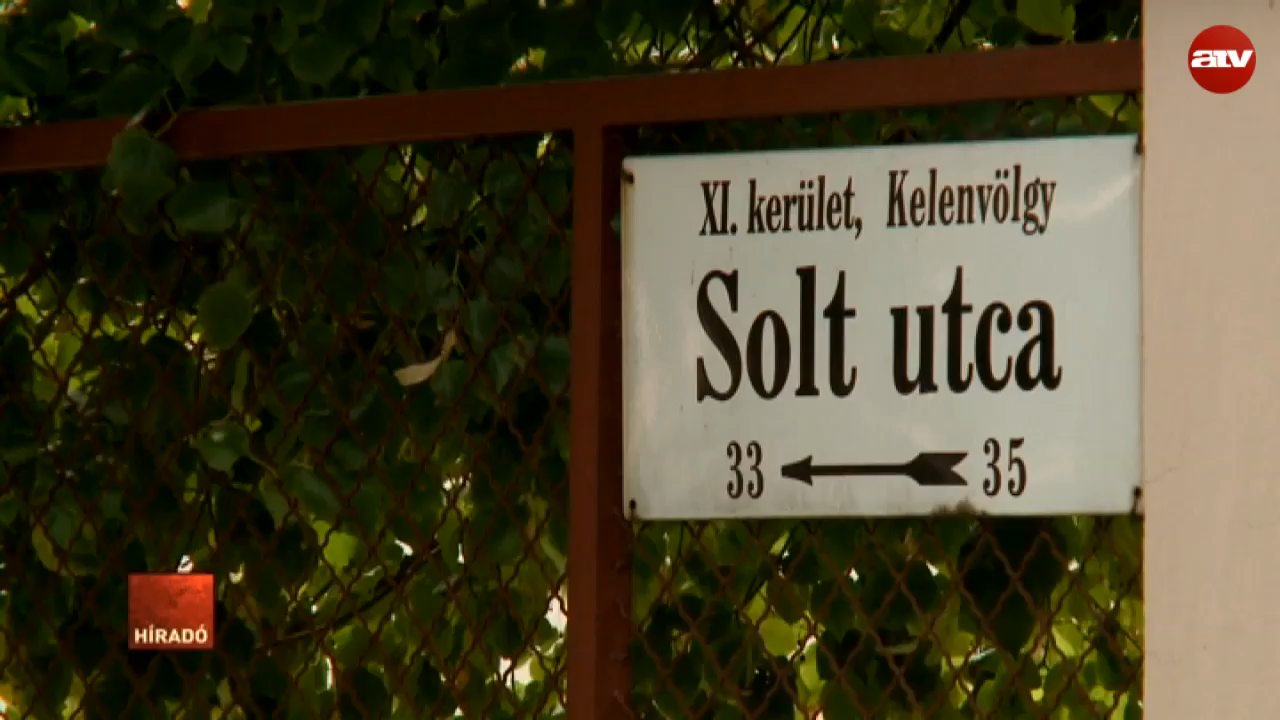 atv
XI. kerület, Kelenvölgy
Solt utca
33 35
HÍRADÓ